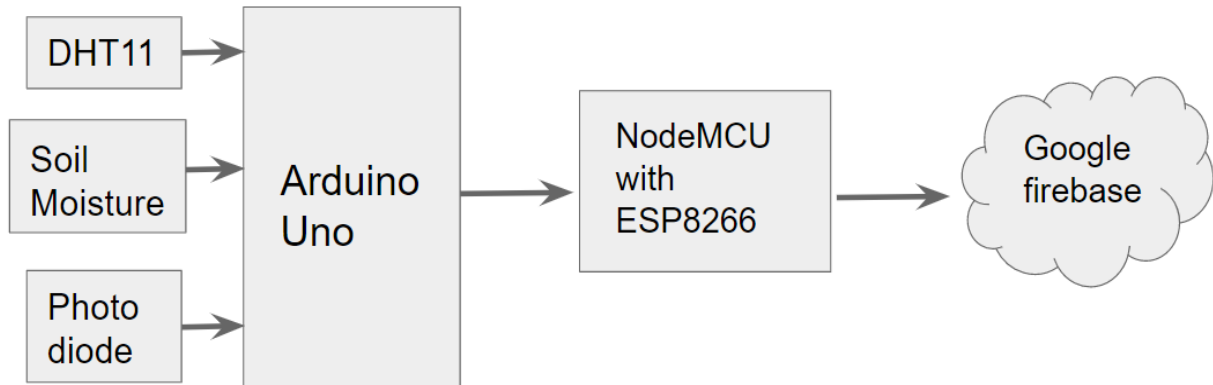 DHT11
Soil
Moisture
Photo
diode
Arduino
Uno
NodeMCU
with
ESP8266
Google
firebase